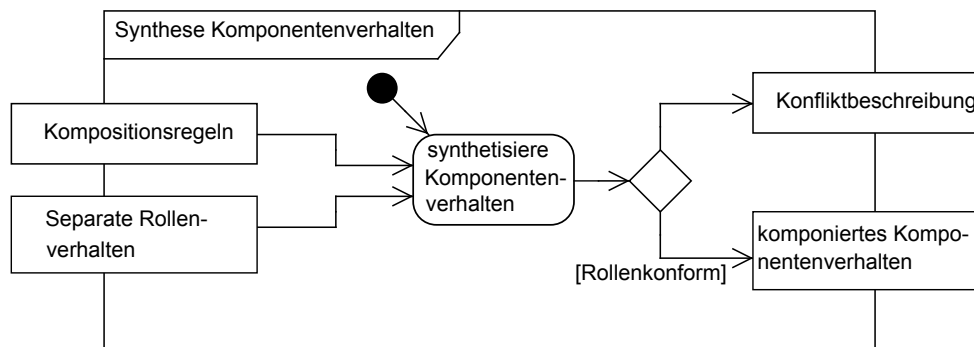 Synthese Komponentenverhalten
Kompositionsregeln
Separate Rollen-
verhalten
synthetisiere
Komponenten-
verhalten
[Rollenkonform]
Konfliktbeschreibung
komponiertes Kompo-
nentenverhalten